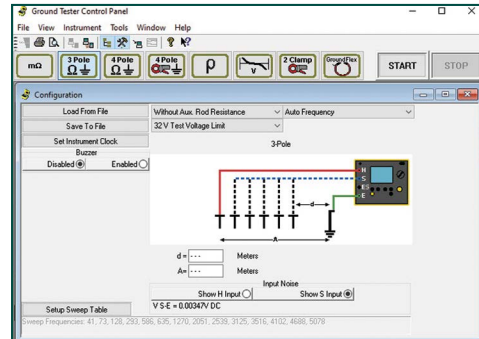 Ground Tester Control Panel
File View Instrument Tools Window Help
mΩ
3 Pole
Ω
4 Pole
Ω
4 Pole
ρ
V
2 Clamp
GroundFlex
START
STOP
Configuration
Load From File
Save To File
Set Instrument Clock
Buzzer
Disabled Enabled
Without Aux. Rod Resistance
Auto Frequency
32 V Test Voltage Limit
3-Pole
H
S
ES
E
d
A
d = --- Meters
A= --- Meters
Input Noise
Show H Input Show S Input
V S-E = 0.00347V DC
Setup Sweep Table
Sweep Frequencies: 41, 73, 128, 293, 586, 635, 1270, 2051, 2539, 3125, 3516, 4102, 4688, 5078